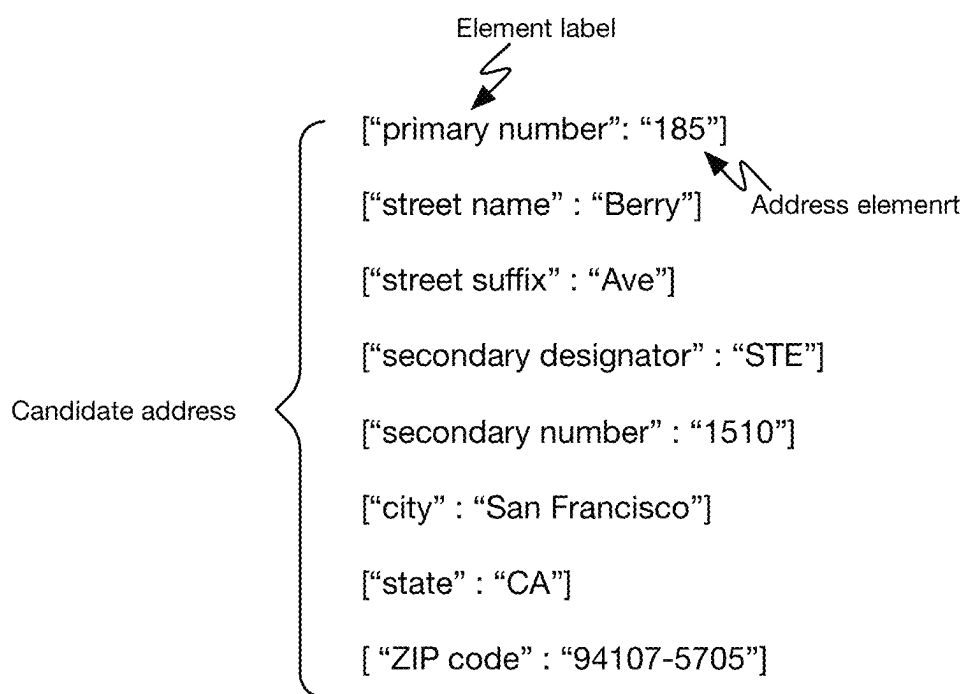 Element label
[“primary number”: “185”]
[“street name” : “Berry”]
Address elemenrt
[“street suffix” : “Ave”]
[“secondary designator” : “STE”]
Candidate address
[“secondary number” : “1510”]
[“city” : “San Francisco”]
[“state” : “CA”]
[ “ZIP code” : “94107-5705”]